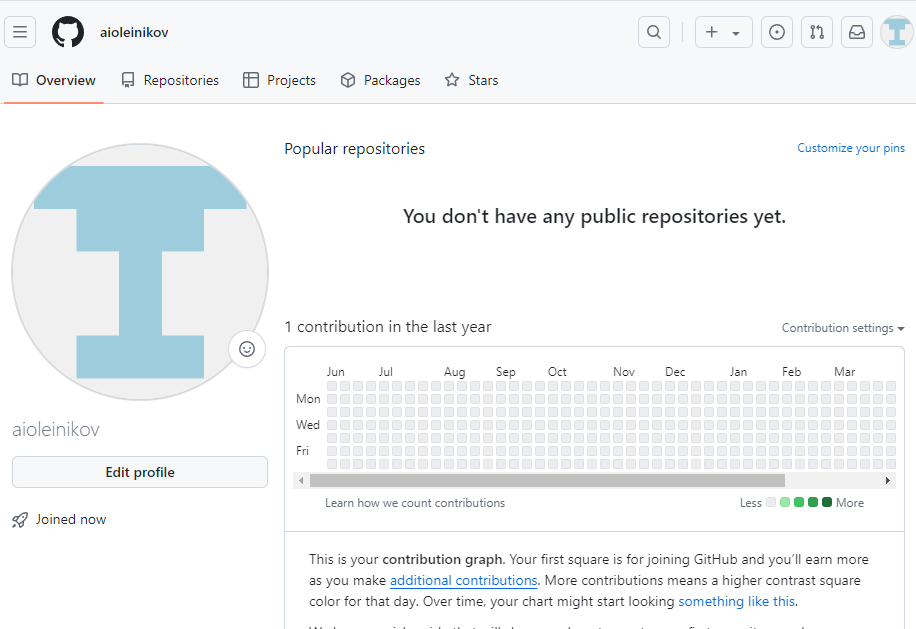 aioleinikov
Overview Repositories Projects Packages Stars
Popular repositories Customize your pins
You don't have any public repositories yet.
1 contribution in the last year Contribution settings
Jun Jul Aug Sep Oct Nov Dec Jan Feb Mar
Mon
Wed
Fri
Learn how we count contributions Less More
aioleinikov
Edit profile
Joined now
This is your contribution graph. Your first square is for joining GitHub and you'll earn more
as you make additional contributions. More contributions means a higher contrast square
color for that day. Over time, your chart might start looking something like this.